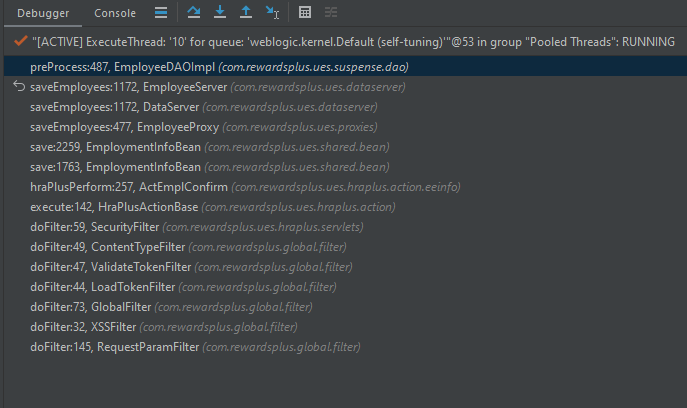 Debugger Console
"[ACTIVE] ExecuteThread: '10' for queue: 'weblogic.kernel.Default (self-tuning)'"@53 in group "Pooled Threads": RUNNING
preProcess:487, EmployeeDAOImpl (com.rewardsplus.ues.suspense.dao)
saveEmployees:1172, EmployeeServer (com.rewardsplus.ues.dataserver)
saveEmployees:1172, DataServer (com.rewardsplus.ues.dataserver)
saveEmployees:477, EmployeeProxy (com.rewardsplus.ues.proxies)
save:2259, EmploymentInfoBean (com.rewardsplus.ues.shared.bean)
save:1763, EmploymentInfoBean (com.rewardsplus.ues.shared.bean)
hraPlusPerform:257, ActEmplConfirm (com.rewardsplus.ues.hraplus.action.eeinfo)
execute:142, HraPlusActionBase (com.rewardsplus.ues.hraplus.action)
doFilter:59, SecurityFilter (com.rewardsplus.ues.hraplus.servlets)
doFilter:49, ContentTypeFilter (com.rewardsplus.global.filter)
doFilter:47, ValidateTokenFilter (com.rewardsplus.global.filter)
doFilter:44, LoadTokenFilter (com.rewardsplus.global.filter)
doFilter:73, GlobalFilter (com.rewardsplus.global.filter)
doFilter:32, XSSFilter (com.rewardsplus.global.filter)
doFilter:145, RequestParamFilter (com.rewardsplus.global.filter)